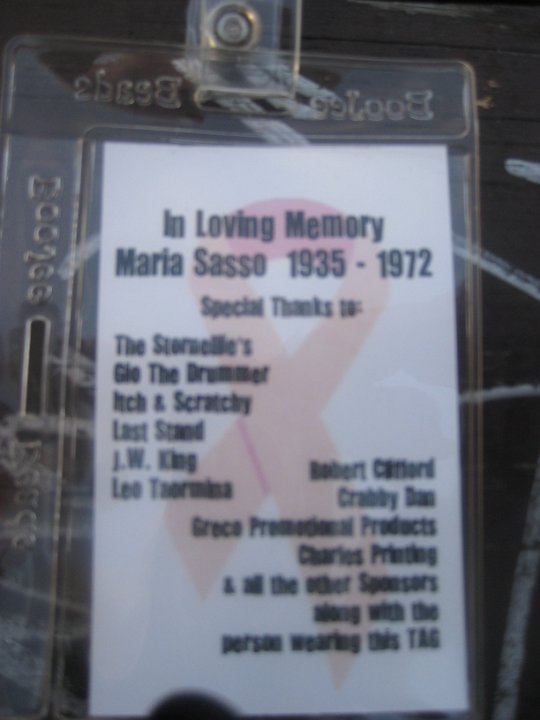 BooJee Beads
BooJee Beads
In Loving Memory
Maria Sasso 1935 - 1972
Special Thanks to:
The Stornellie's
Gio The Drummer
Itch & Scratchy
Last Stand
J.W. King
Leo Taormina
Robert Clifford
Crabby Dan
Greco Promotional Products
Charles Printing
& all the other Sponsors
along with the
person wearing this TAG